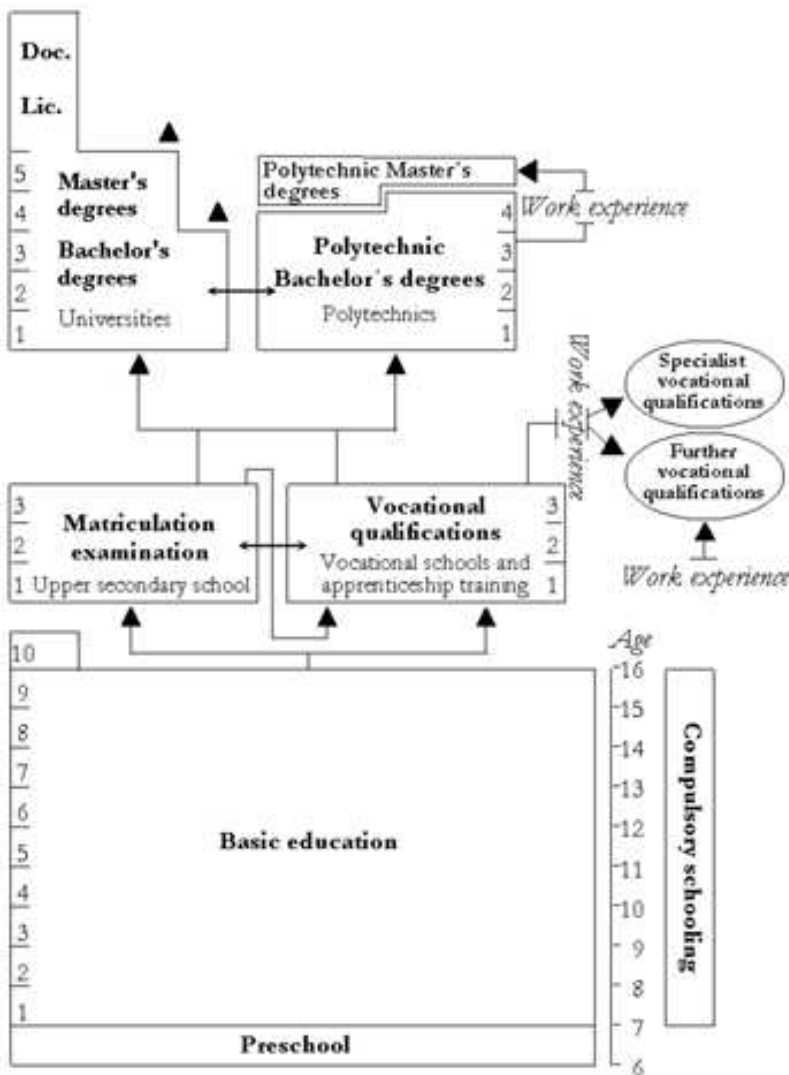 Doc.
Lic.
5
4
3
2
1
Master's
degrees
Bachelor's
degrees
Universities
Polytechnic Master´s
degrees
Work experience
Polytechnic
Bachelor´s degrees
Polytechnics
4
3
2
1
Work experience
Specialist
vocational
qualifications
Further
vocational
qualifications
Work experience
3
2
1
Matriculation
examination
Upper secondary school
Vocational
qualifications
Vocational schools and
apprenticeship training
3
2
1
10
9
8
7
6
5
4
3
2
1
Basic education
Preschool
Age
16
15
14
13
12
11
10
9
8
7
6
Compulsory schooling